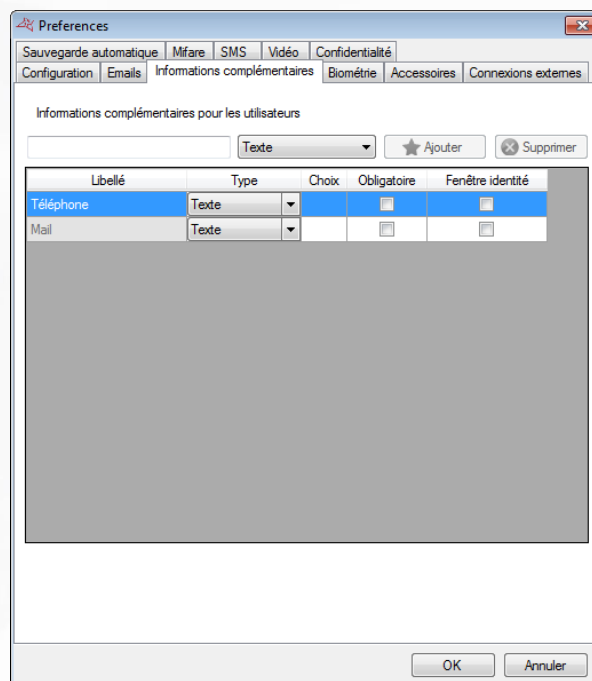 Preferences
Sauvegarde automatique Mifare SMS Vidéo Confidentialité
Configuration Emails Informations complémentaires Biométrie Accessoires Connexions externes
Informations complémentaires pour les utilisateurs
Texte Ajouter Supprimer
Libellé Type Choix Obligatoire Fenêtre identité
Téléphone Texte
Mail Texte
OK Annuler